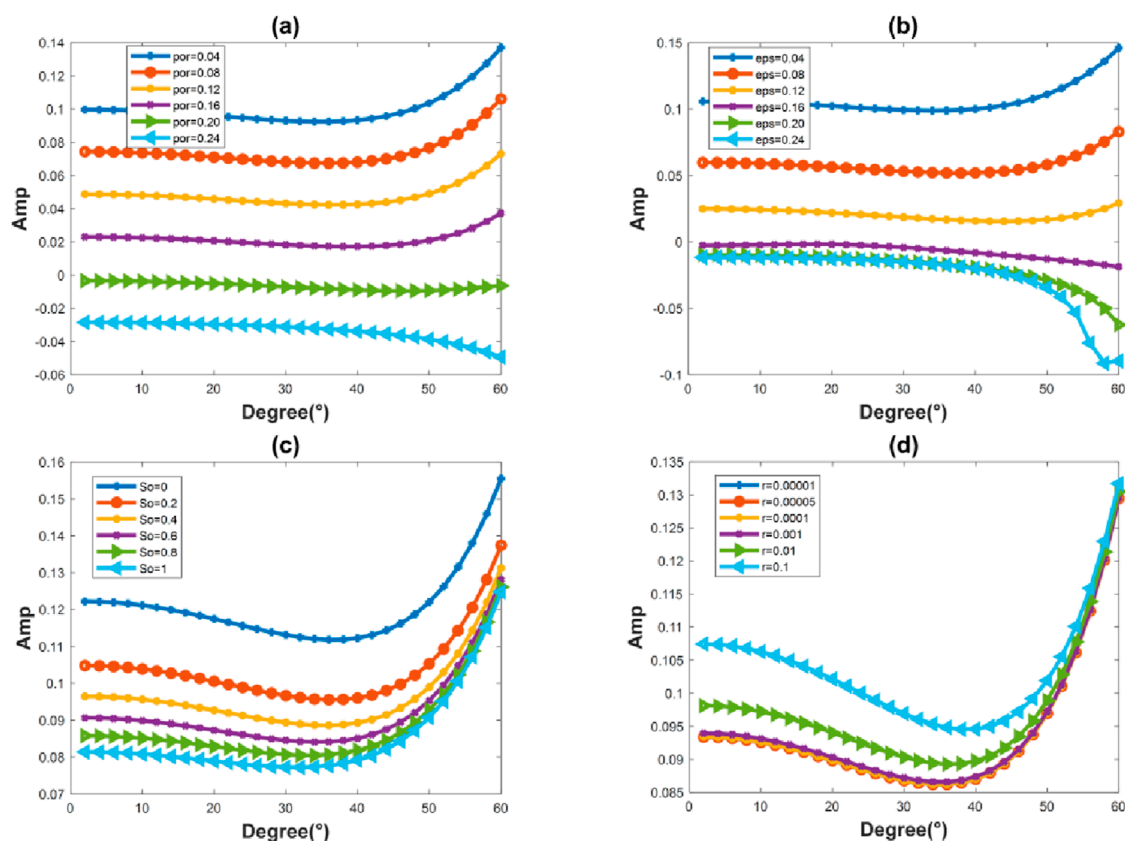 (a)
0.14
0.12
0.1
0.08
0.06
0.04
0.02
0
-0.02
-0.04
-0.06
Amp
por=0.04
por=0.08
por=0.12
por=0.16
por=0.20
por=0.24
0 10 20 30 40 50 60
Degree(°)
(b)
0.15
0.1
0.05
0
-0.05
-0.1
Amp
eps=0.04
eps=0.08
eps=0.12
eps=0.16
eps=0.20
eps=0.24
0 10 20 30 40 50 60
Degree(°)
(c)
0.16
0.15
0.14
0.13
0.12
0.11
0.1
0.09
0.08
0.07
Amp
So=0
So=0.2
So=0.4
So=0.6
So=0.8
So=1
0 10 20 30 40 50 60
Degree(°)
(d)
0.135
0.13
0.125
0.12
0.115
0.11
0.105
0.1
0.095
0.09
0.085
Amp
r=0.00001
r=0.00005
r=0.0001
r=0.001
r=0.01
r=0.1
0 10 20 30 40 50 60
Degree(°)